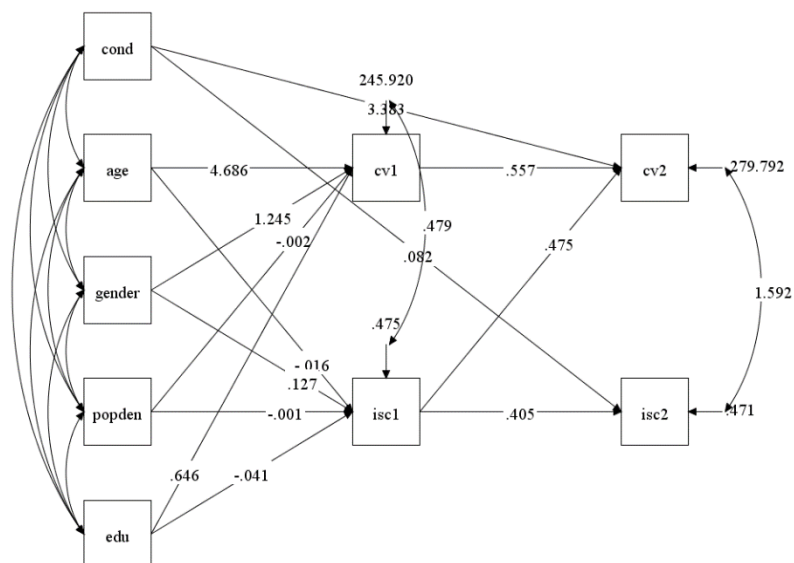 cond
245.920
3.383
age
4.686
cv1
.557
cv2
279.792
1.245
-.002
.479
.475
.082
gender
1.592
.475
-.016
.127
popden
-.001
isc1
.405
isc2
.471
.646
-.041
edu